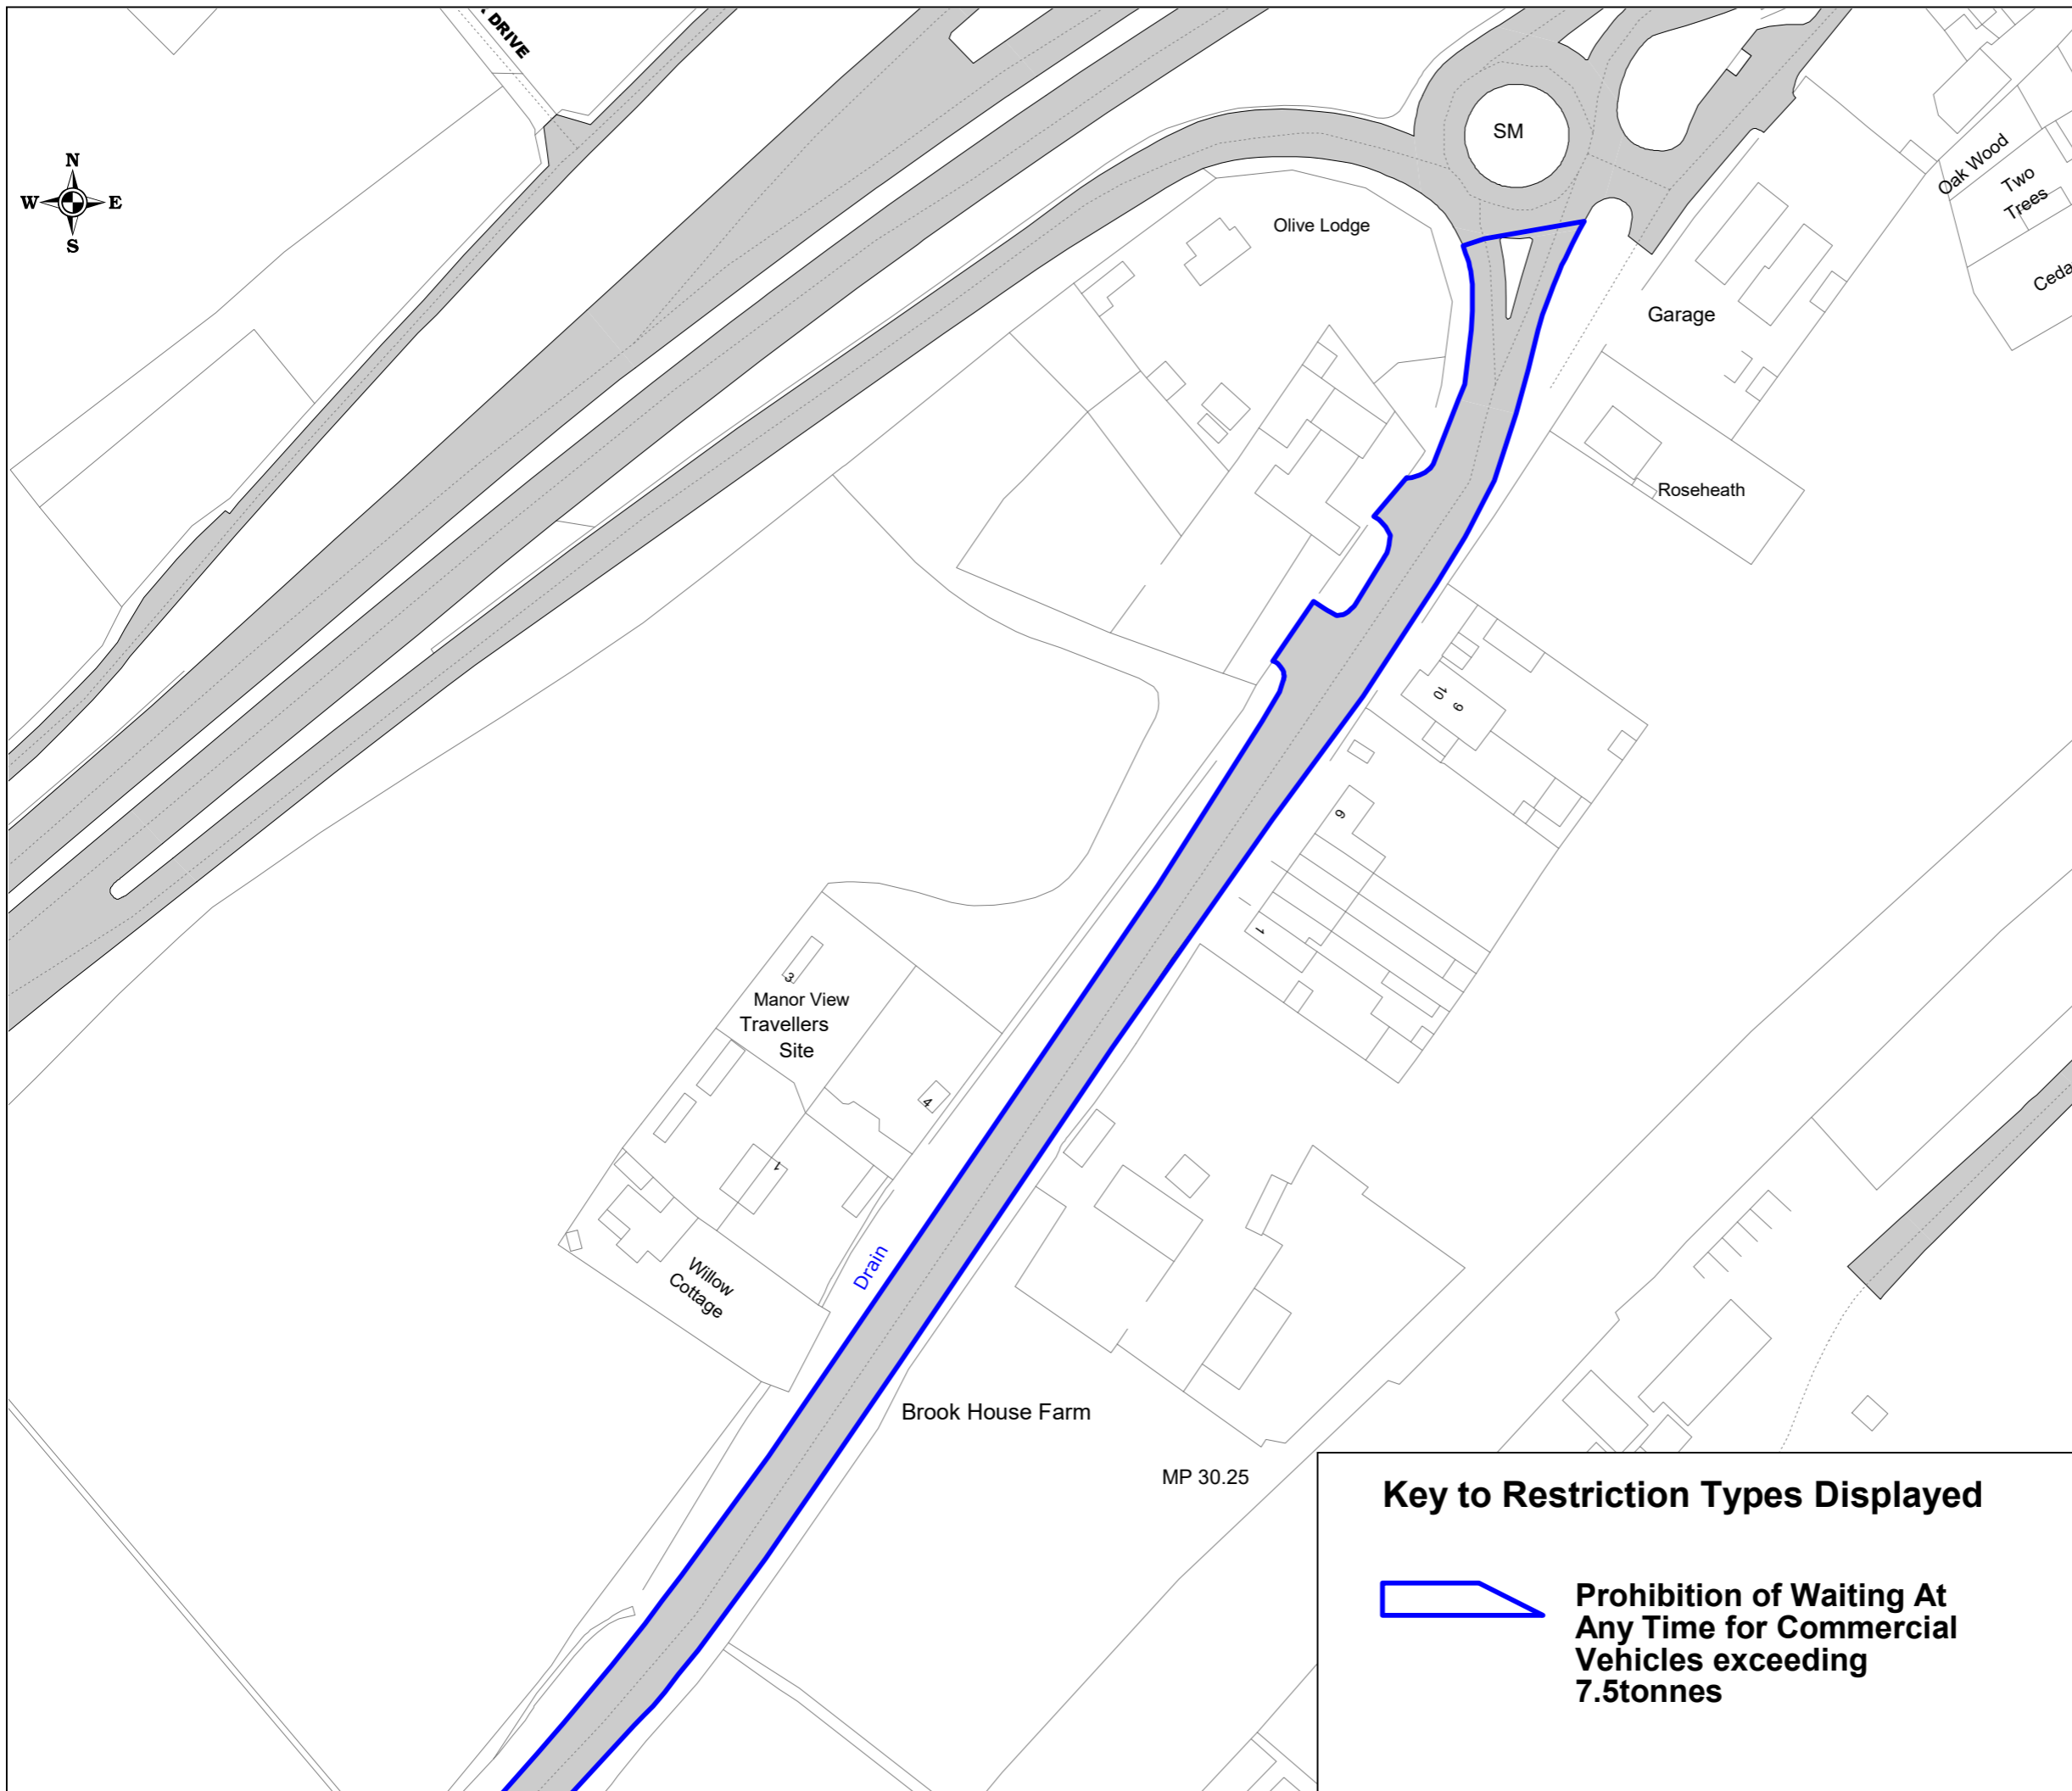 DRIVE
N
W E
S
SM
Oak Wood
Two
Trees
Olive Lodge
Garage
Roseheath
10
9
6
1
3
Manor View
Travellers
Site
4
1
Willow
Cottage
Drain
Brook House Farm
MP 30.25
Key to Restriction Types Displayed
Prohibition of Waiting At
Any Time for Commercial
Vehicles exceeding
7.5tonnes